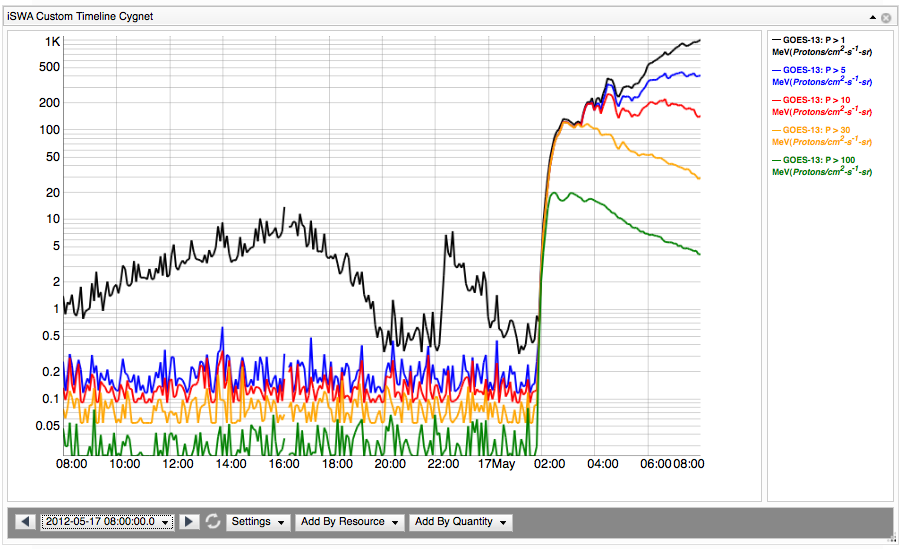 iSWA Custom Timeline Cygnet
1K
500
200
100
50
20
10
5
2
1
0.5
0.2
0.1
0.05
08:00 10:00 12:00 14:00 16:00 18:00 20:00 22:00 17May 02:00 04:00 06:00 08:00
— GOES-13: P > 1
MeV(Protons/cm2-s-1-sr)
— GOES-13: P > 5
MeV(Protons/cm2-s-1-sr)
— GOES-13: P > 10
MeV(Protons/cm2-s-1-sr)
— GOES-13: P > 30
MeV(Protons/cm2-s-1-sr)
— GOES-13: P > 100
MeV(Protons/cm2-s-1-sr)
2012-05-17 08:00:00.0 Settings Add By Resource Add By Quantity